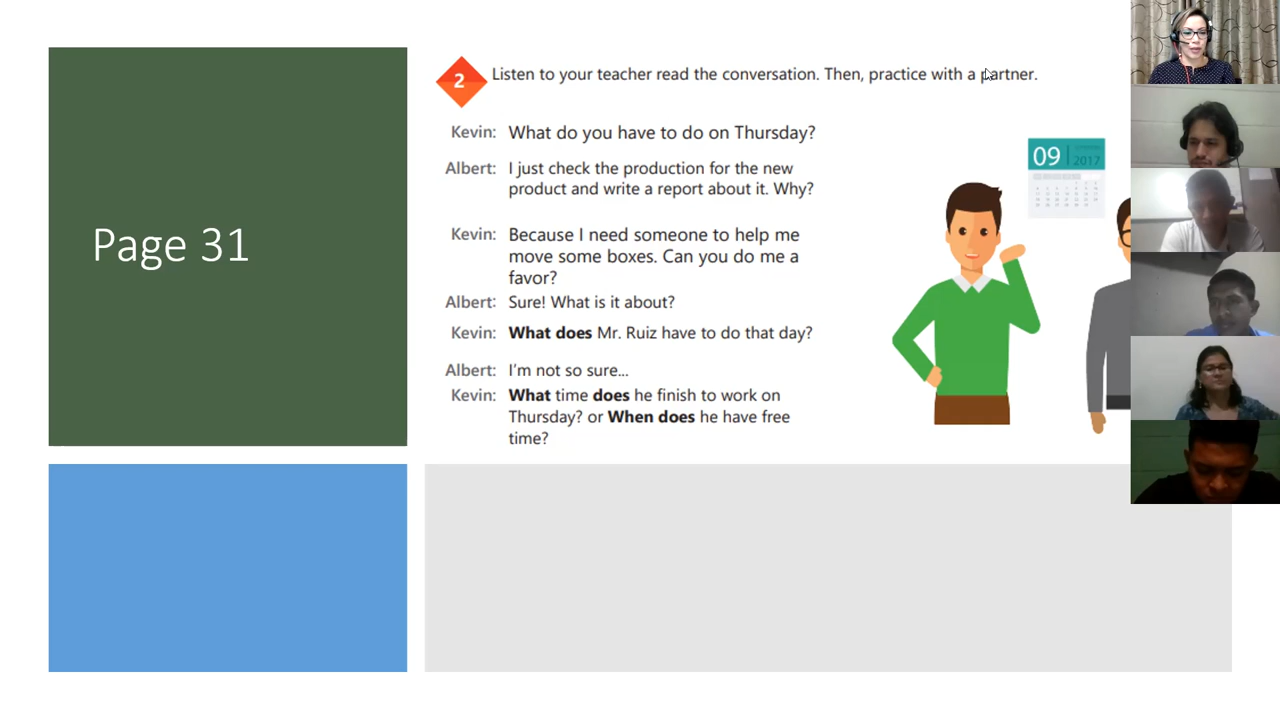 Page 31
2
Listen to your teacher read the conversation. Then, practice with a partner.
Kevin: What do you have to do on Thursday?
Albert: I just check the production for the new
product and write a report about it. Why?
Kevin: Because I need someone to help me
move some boxes. Can you do me a
favor?
Albert: Sure! What is it about?
Kevin: What does Mr. Ruiz have to do that day?
Albert: I'm not so sure...
Kevin: What time does he finish to work on
Thursday? or When does he have free
time?
09
2017